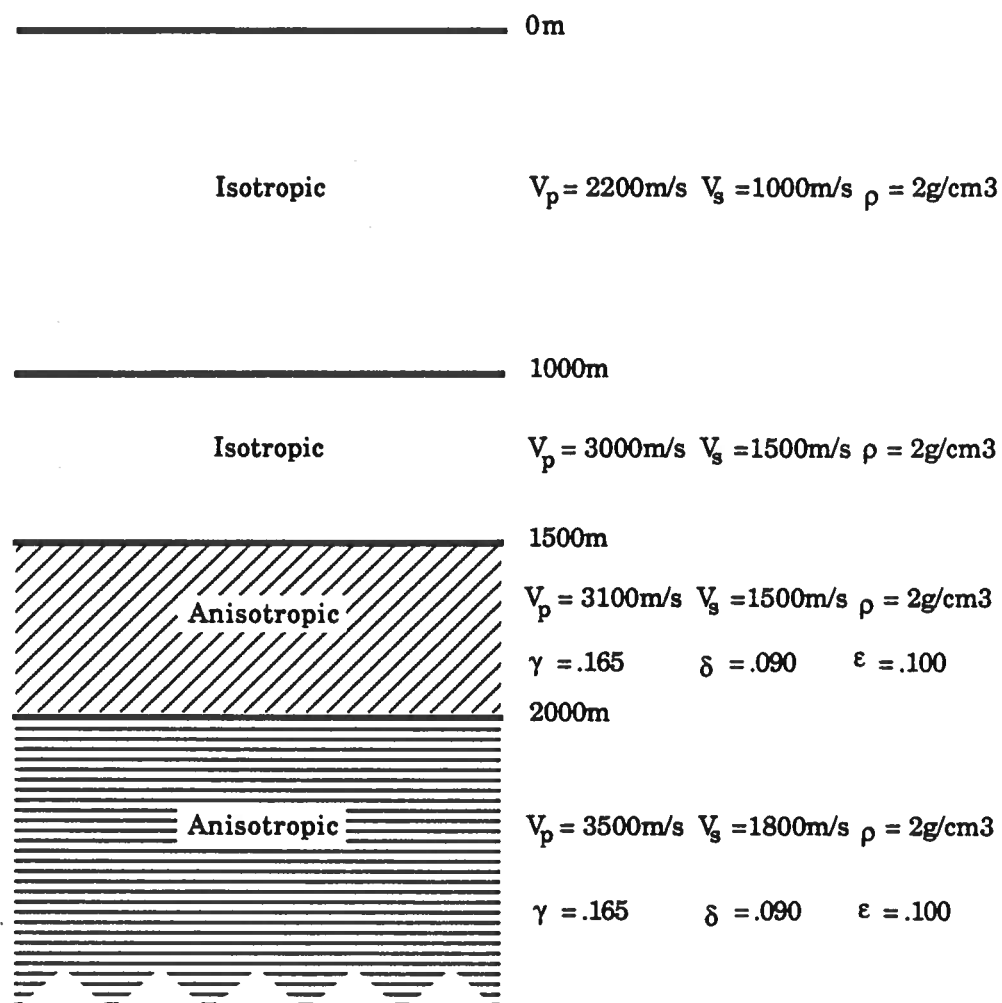 0m
Isotropic V_p = 2200m/s V_s =1000m/s ρ = 2g/cm3
1000m
Isotropic V_p = 3000m/s V_s =1500m/s ρ = 2g/cm3
1500m
Anisotropic V_p = 3100m/s V_s =1500m/s ρ = 2g/cm3
γ =.165 δ =.090 ε =.100
2000m
Anisotropic V_p = 3500m/s V_s =1800m/s ρ = 2g/cm3
γ =.165 δ =.090 ε =.100